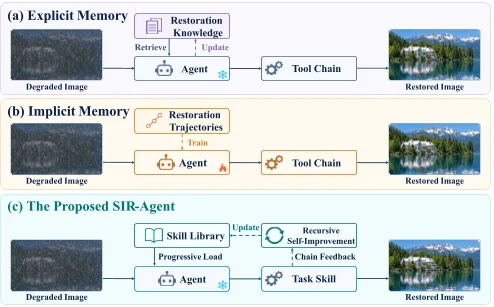 (a) Explicit Memory
Restoration
Knowledge
Retrieve
Update
Agent
Tool Chain
Degraded Image
Restored Image
(b) Implicit Memory
Restoration
Trajectories
Train
Agent
Tool Chain
Degraded Image
Restored Image
(c) The Proposed SIR-Agent
Skill Library
Update
Recursive
Self-Improvement
Progressive Load
Chain Feedback
Agent
Task Skill
Degraded Image
Restored Image